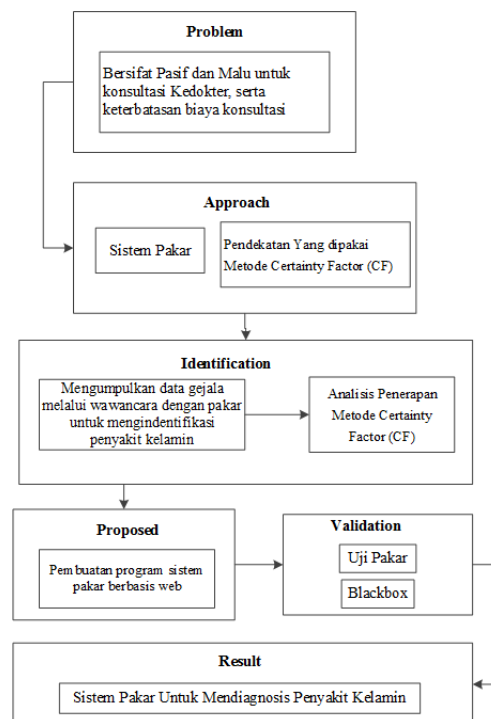 Problem
Bersifat Pasif dan Malu untuk
konsultasi Kedokter, serta
keterbatasan biaya konsultasi
Approach
Sistem Pakar
Pendekatan Yang dipakai
Metode Certainty Factor (CF)
Identification
Mengumpulkan data gejala
melalui wawancara dengan pakar
untuk mengindentifikasi
penyakit kelamin
Analisis Penerapan
Metode Certainty
Factor (CF)
Proposed
Pembuatan program sistem
pakar berbasis web
Validation
Uji Pakar
Blackbox
Result
Sistem Pakar Untuk Mendiagnosis Penyakit Kelamin